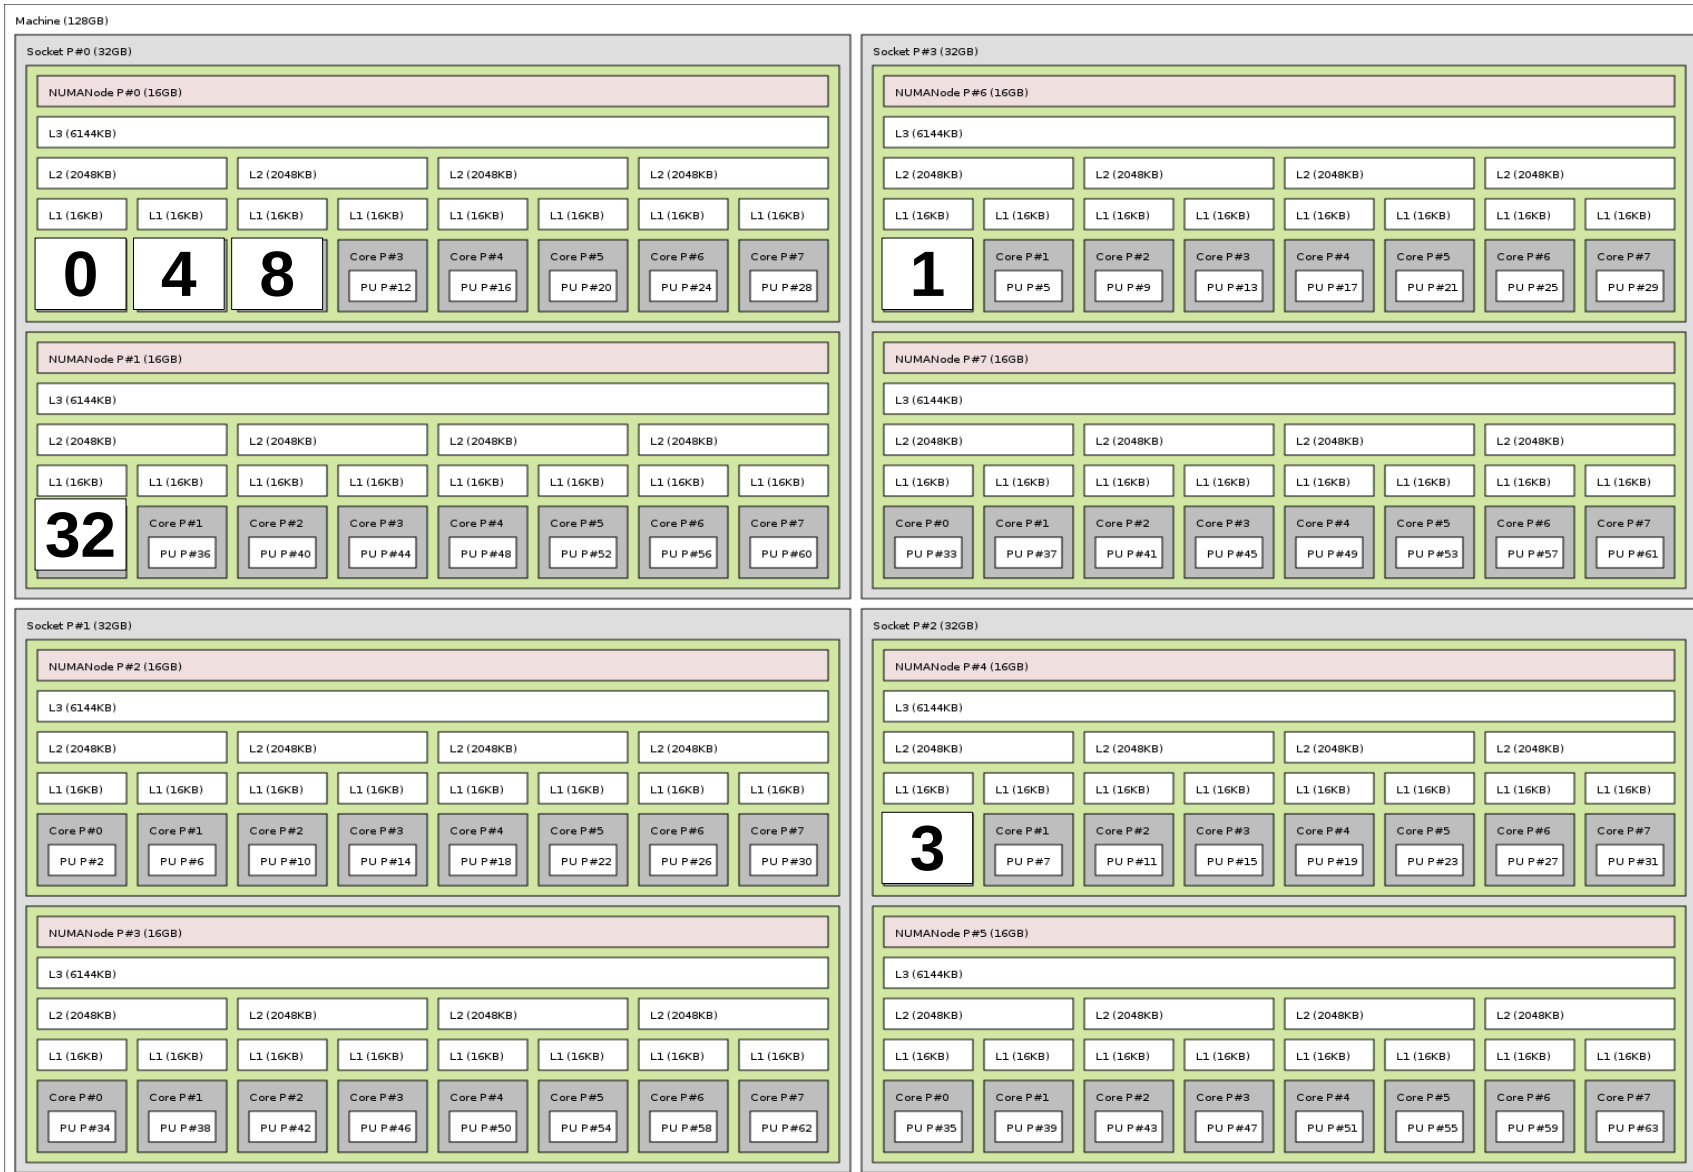 Machine (128GB)
Socket P#0 (32GB)
NUMANode P#0 (16GB)
L3 (6144KB)
L2 (2048KB) L2 (2048KB) L2 (2048KB) L2 (2048KB)
L1 (16KB) L1 (16KB) L1 (16KB) L1 (16KB) L1 (16KB) L1 (16KB) L1 (16KB) L1 (16KB)
0 4 8 Core P#3 Core P#4 Core P#5 Core P#6 Core P#7
PU P#12 PU P#16 PU P#20 PU P#24 PU P#28
NUMANode P#1 (16GB)
L3 (6144KB)
L2 (2048KB) L2 (2048KB) L2 (2048KB) L2 (2048KB)
L1 (16KB) L1 (16KB) L1 (16KB) L1 (16KB) L1 (16KB) L1 (16KB) L1 (16KB) L1 (16KB)
32 Core P#1 Core P#2 Core P#3 Core P#4 Core P#5 Core P#6 Core P#7
PU P#36 PU P#40 PU P#44 PU P#48 PU P#52 PU P#56 PU P#60
Socket P#3 (32GB)
NUMANode P#6 (16GB)
L3 (6144KB)
L2 (2048KB) L2 (2048KB) L2 (2048KB) L2 (2048KB)
L1 (16KB) L1 (16KB) L1 (16KB) L1 (16KB) L1 (16KB) L1 (16KB) L1 (16KB) L1 (16KB)
1 Core P#1 Core P#2 Core P#3 Core P#4 Core P#5 Core P#6 Core P#7
PU P#5 PU P#9 PU P#13 PU P#17 PU P#21 PU P#25 PU P#29
NUMANode P#7 (16GB)
L3 (6144KB)
L2 (2048KB) L2 (2048KB) L2 (2048KB) L2 (2048KB)
L1 (16KB) L1 (16KB) L1 (16KB) L1 (16KB) L1 (16KB) L1 (16KB) L1 (16KB) L1 (16KB)
Core P#0 Core P#1 Core P#2 Core P#3 Core P#4 Core P#5 Core P#6 Core P#7
PU P#33 PU P#37 PU P#41 PU P#45 PU P#49 PU P#53 PU P#57 PU P#61
Socket P#1 (32GB)
NUMANode P#2 (16GB)
L3 (6144KB)
L2 (2048KB) L2 (2048KB) L2 (2048KB) L2 (2048KB)
L1 (16KB) L1 (16KB) L1 (16KB) L1 (16KB) L1 (16KB) L1 (16KB) L1 (16KB) L1 (16KB)
Core P#0 Core P#1 Core P#2 Core P#3 Core P#4 Core P#5 Core P#6 Core P#7
PU P#2 PU P#6 PU P#10 PU P#14 PU P#18 PU P#22 PU P#26 PU P#30
NUMANode P#3 (16GB)
L3 (6144KB)
L2 (2048KB) L2 (2048KB) L2 (2048KB) L2 (2048KB)
L1 (16KB) L1 (16KB) L1 (16KB) L1 (16KB) L1 (16KB) L1 (16KB) L1 (16KB) L1 (16KB)
Core P#0 Core P#1 Core P#2 Core P#3 Core P#4 Core P#5 Core P#6 Core P#7
PU P#34 PU P#38 PU P#42 PU P#46 PU P#50 PU P#54 PU P#58 PU P#62
Socket P#2 (32GB)
NUMANode P#4 (16GB)
L3 (6144KB)
L2 (2048KB) L2 (2048KB) L2 (2048KB) L2 (2048KB)
L1 (16KB) L1 (16KB) L1 (16KB) L1 (16KB) L1 (16KB) L1 (16KB) L1 (16KB) L1 (16KB)
3 Core P#1 Core P#2 Core P#3 Core P#4 Core P#5 Core P#6 Core P#7
PU P#7 PU P#11 PU P#15 PU P#19 PU P#23 PU P#27 PU P#31
NUMANode P#5 (16GB)
L3 (6144KB)
L2 (2048KB) L2 (2048KB) L2 (2048KB) L2 (2048KB)
L1 (16KB) L1 (16KB) L1 (16KB) L1 (16KB) L1 (16KB) L1 (16KB) L1 (16KB) L1 (16KB)
Core P#0 Core P#1 Core P#2 Core P#3 Core P#4 Core P#5 Core P#6 Core P#7
PU P#35 PU P#39 PU P#43 PU P#47 PU P#51 PU P#55 PU P#59 PU P#63